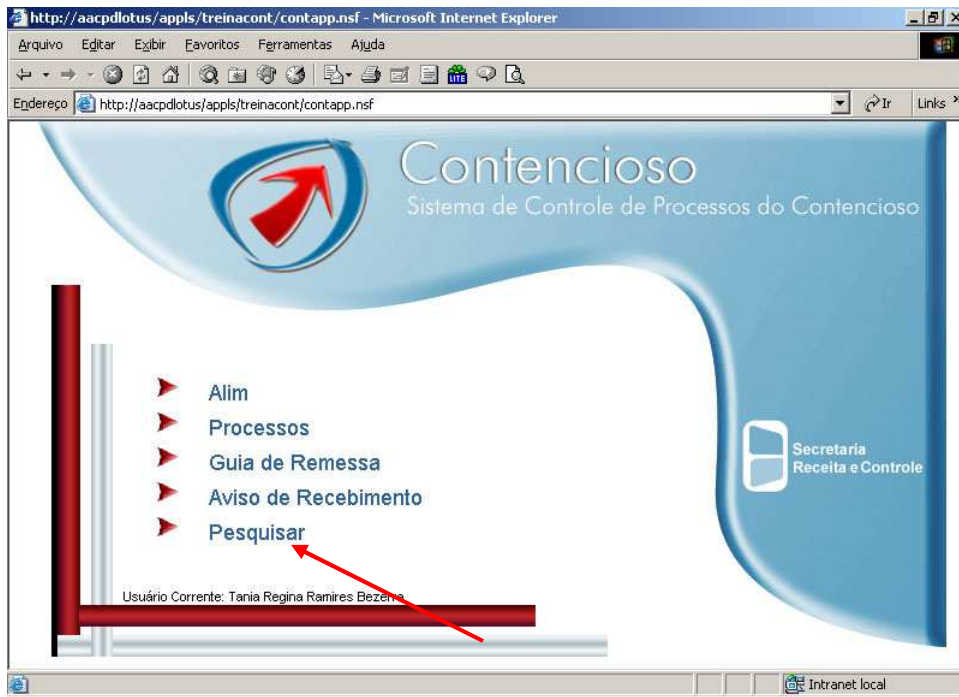 http://aacpdlotus/appls/treinacont/contapp.nsf - Microsoft Internet Explorer
Arquivo Editar Exibir Favoritos Ferramentas Ajuda
LITE
Endereço http://aacpdlotus/appls/treinacont/contapp.nsf Ir Links »
Contencioso
Sistema de Controle de Processos do Contencioso
Alim
Processos
Guia de Remessa
Aviso de Recebimento
Pesquisar
Secretaria
Receita e Controle
Usuário Corrente: Tania Regina Ramires Bezerra
Intranet local